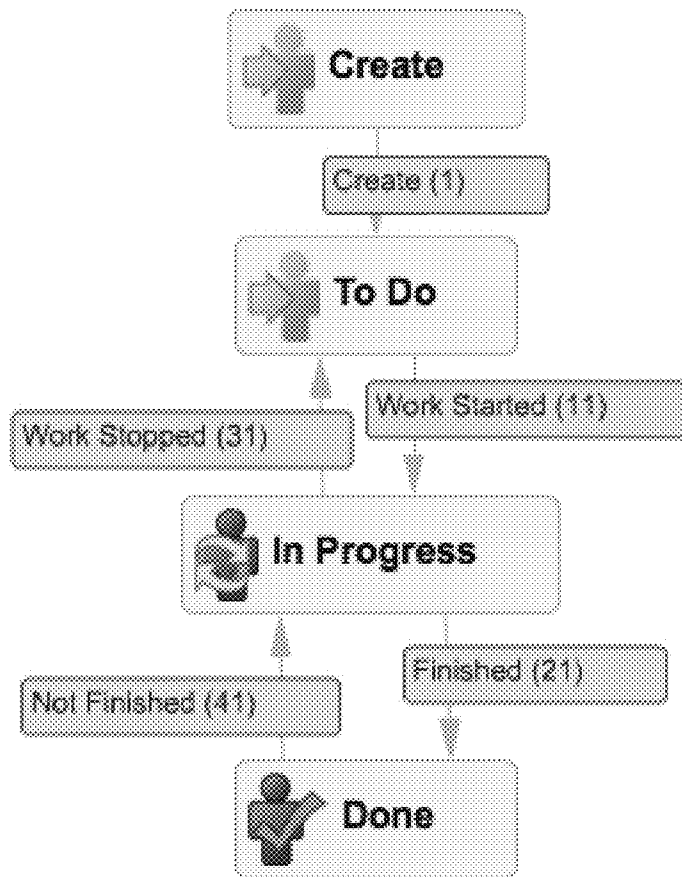 Create
Create (1)
To Do
Work Started (11)
Work Stopped (31)
In Progress
Finished (21)
Not Finished (41)
Done